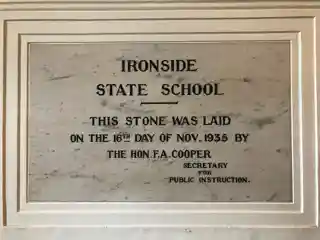 IRONSIDE
STATE SCHOOL
THIS STONE WAS LAID
ON THE 16TH DAY OF NOV. 1935 BY
THE HON. F.A. COOPER
SECRETARY
FOR
PUBLIC INSTRUCTION.